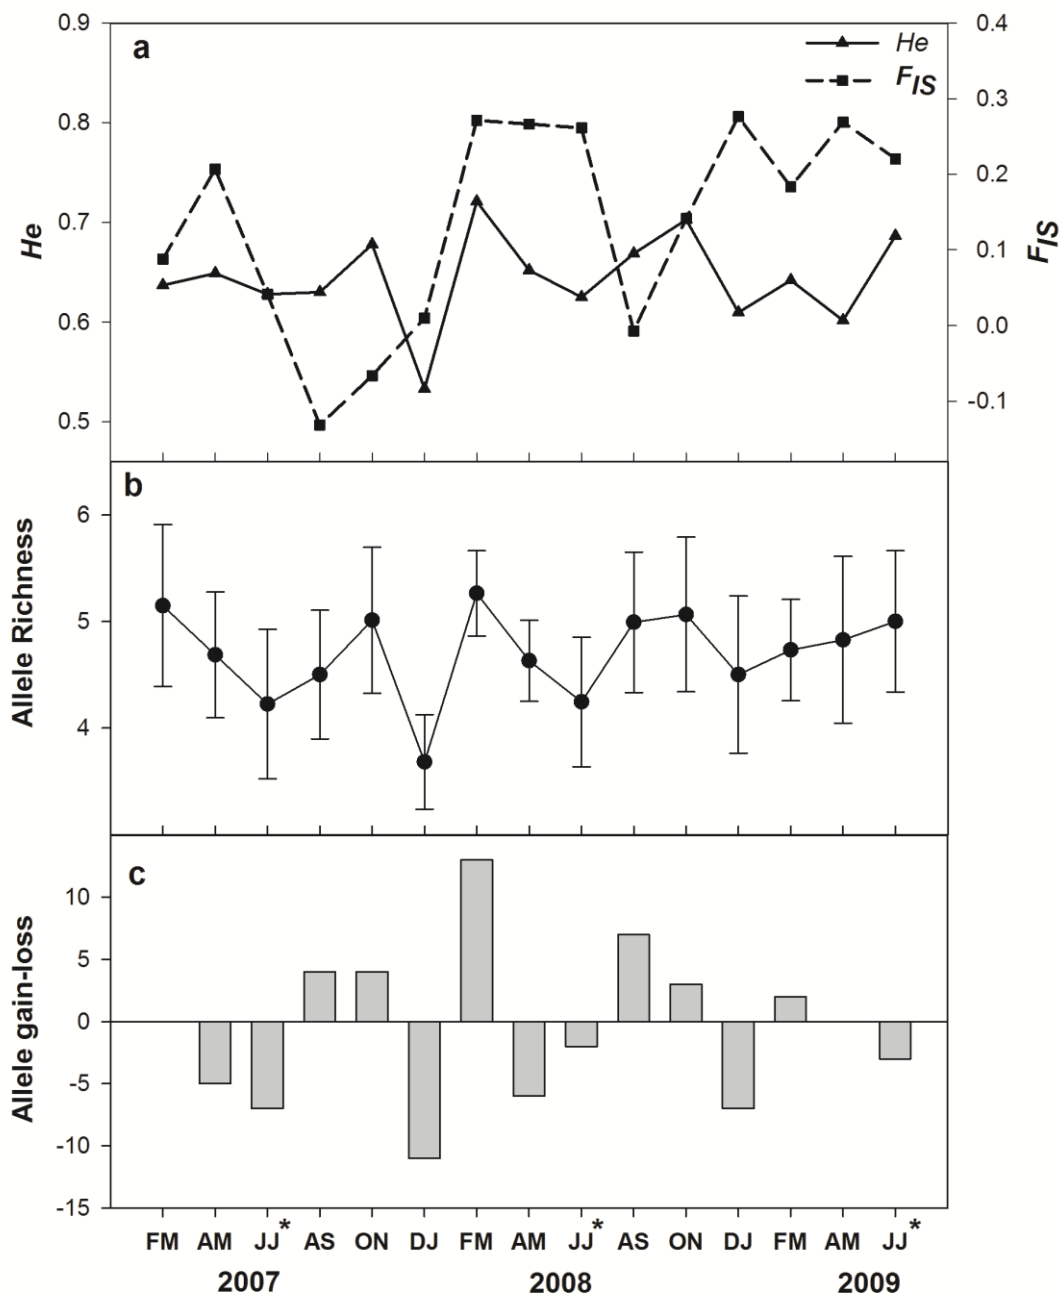 a
He
F_IS
0.9
0.8
0.7
0.6
0.5
He
0.4
0.3
0.2
0.1
0.0
-0.1
F_IS
b
6
5
4
Allele Richness
c
10
5
0
-5
-10
-15
Allele gain-loss
FM AM JJ* AS ON DJ FM AM JJ* AS ON DJ FM AM JJ*
2007 2008 2009